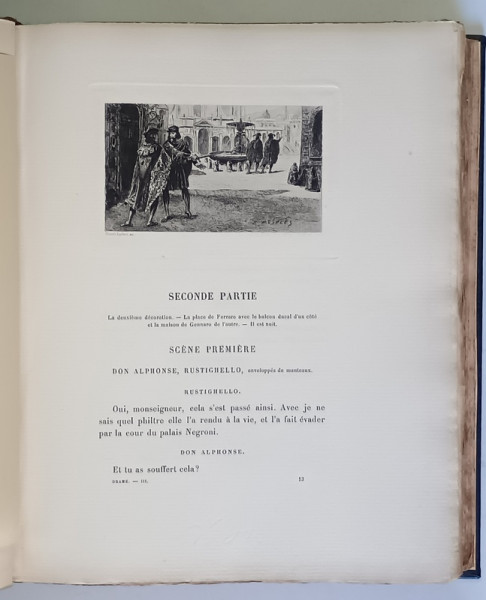 SECONDE PARTIE
La deuxième décoration. — La place de Ferrare avec le balcon ducal d'un côté
et la maison de Gennaro de l'autre. — Il est nuit.
SCÈNE PREMIÈRE
DON ALPHONSE, RUSTIGHELLO, enveloppés de manteaux.
RUSTIGHELLO.
Oui, monseigneur, cela s'est passé ainsi. Avec je ne
sais quel philtre elle l'a rendu à la vie, et l'a fait évader
par la cour du palais Negroni.
DON ALPHONSE.
Et tu as souffert cela?
DRAME. — III. 12